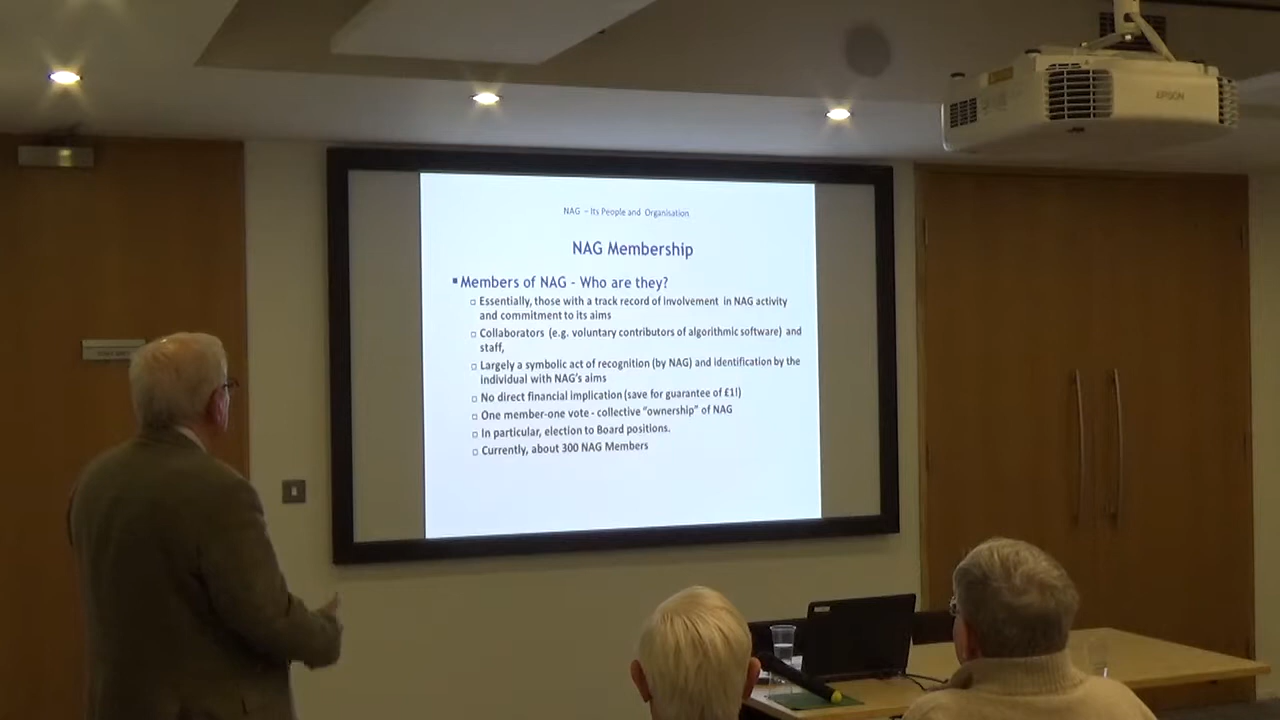 EPSON
NAG – Its People and Organisation
NAG Membership
Members of NAG - Who are they?
Essentially, those with a track record of involvement in NAG activity
and commitment to its aims
Collaborators (e.g. voluntary contributors of algorithmic software) and
staff,
Largely a symbolic act of recognition (by NAG) and identification by the
individual with NAG's aims
No direct financial implication (save for guarantee of £1!)
One member-one vote - collective "ownership" of NAG
In particular, election to Board positions.
Currently, about 300 NAG Members